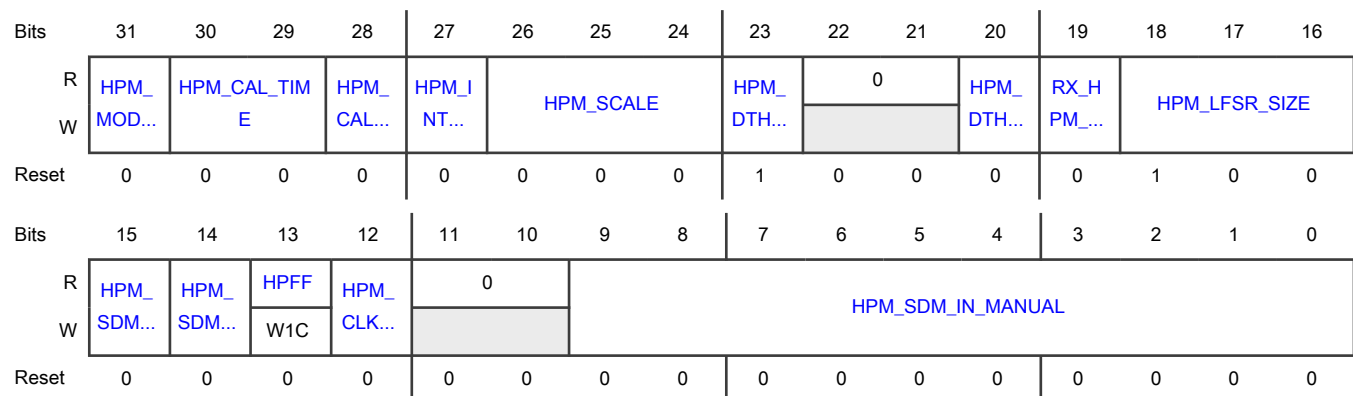 Bits 31 30 29 28 27 26 25 24 23 22 21 20 19 18 17 16
R HPM_ HPM_CAL_TIM HPM_ HPM_I HPM_SCALE HPM_ 0 HPM_ RX_H HPM_LFSR_SIZE
W MOD... E CAL... NT... DTH... DTH... PM_...
Reset 0 0 0 0 0 0 0 0 1 0 0 0 0 1 0 0
Bits 15 14 13 12 11 10 9 8 7 6 5 4 3 2 1 0
R HPM_ HPM_ HPFF HPM_ 0 HPM_SDM_IN_MANUAL
W SDM... SDM... W1C CLK...
Reset 0 0 0 0 0 0 0 0 0 0 0 0 0 0 0 0